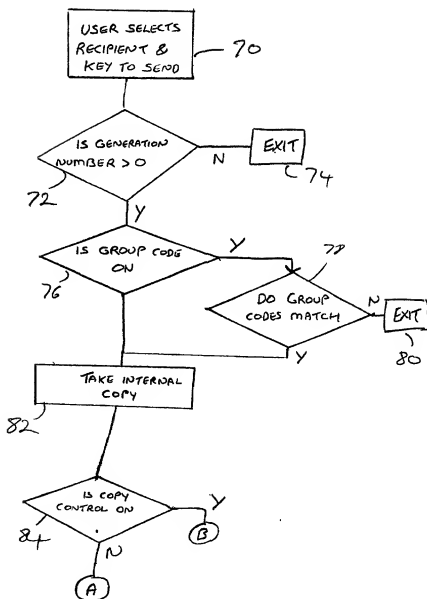 USER SELECTS
RECIPIENT &
KEY TO SEND
70
IS GENERATION
NUMBER > 0
N
EXIT
72
74
Y
IS GROUP CODE
ON
Y
76
78
DO GROUP
CODES MATCH
N
EXIT
80
Y
TAKE INTERNAL
COPY
82
IS COPY
CONTROL ON
Y
B
84
N
A